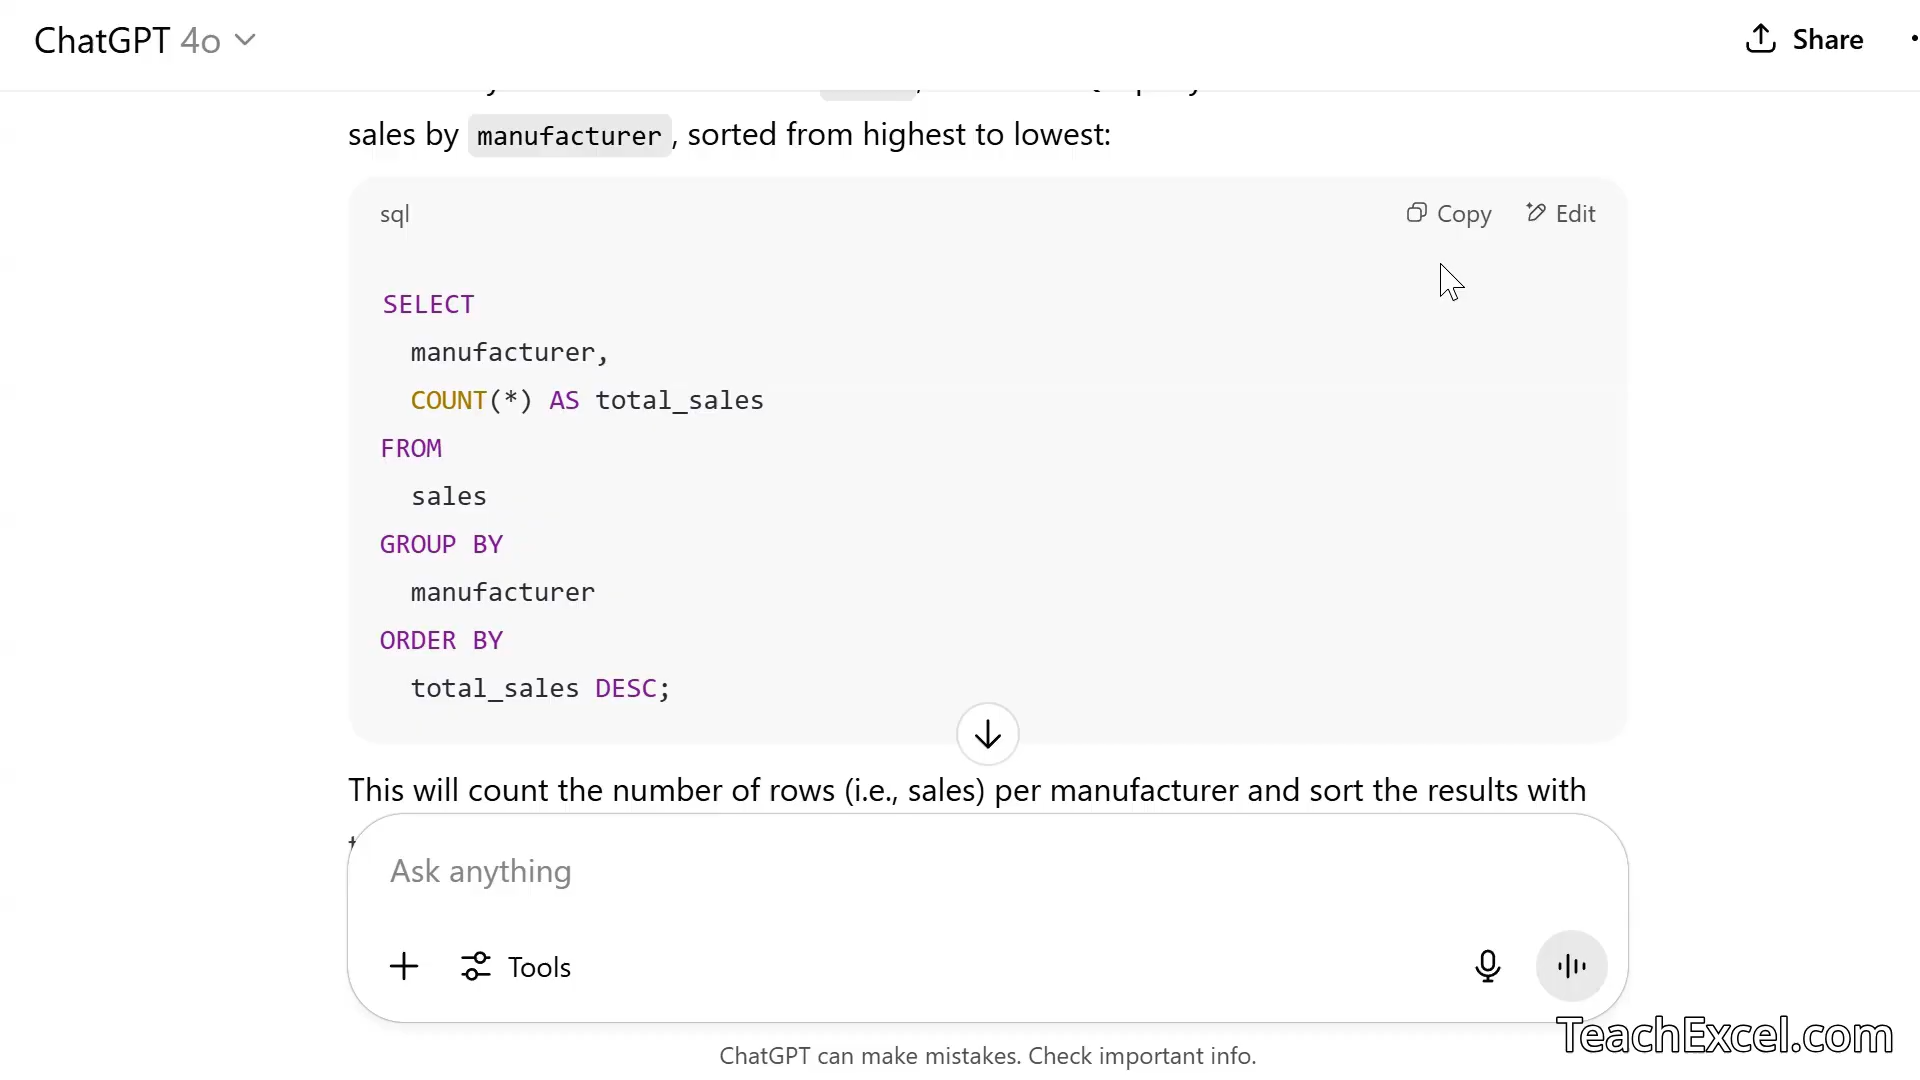 ChatGPT 4o
Share
sales by manufacturer, sorted from highest to lowest:
sql
Copy
Edit
SELECT
manufacturer,
COUNT(*) AS total_sales
FROM
sales
GROUP BY
manufacturer
ORDER BY
total_sales DESC;
This will count the number of rows (i.e., sales) per manufacturer and sort the results with
Ask anything
Tools
ChatGPT can make mistakes. Check important info.
TeachExcel.com